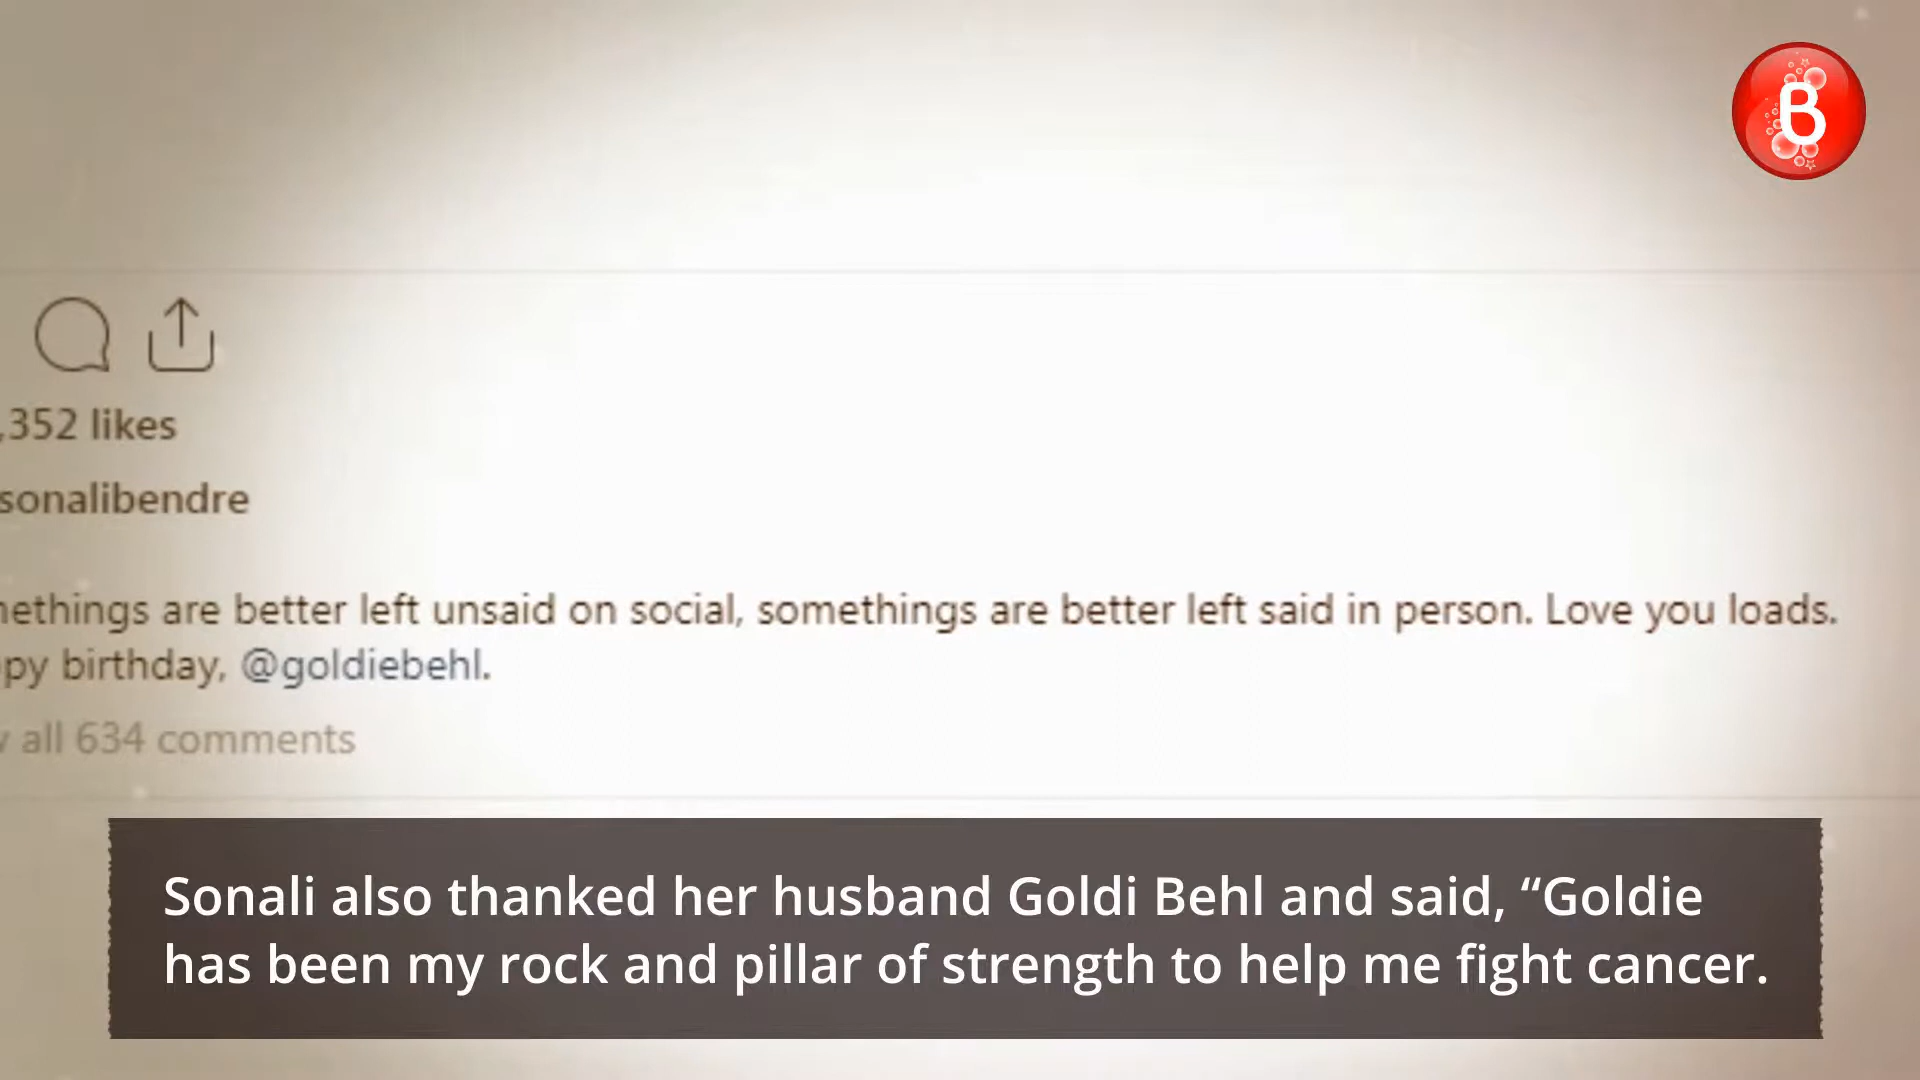 B
,352 likes
sonalibendre
nethings are better left unsaid on social, somethings are better left said in person. Love you loads.
py birthday, @goldiebehl.
all 634 comments
Sonali also thanked her husband Goldi Behl and said, “Goldie
has been my rock and pillar of strength to help me fight cancer.